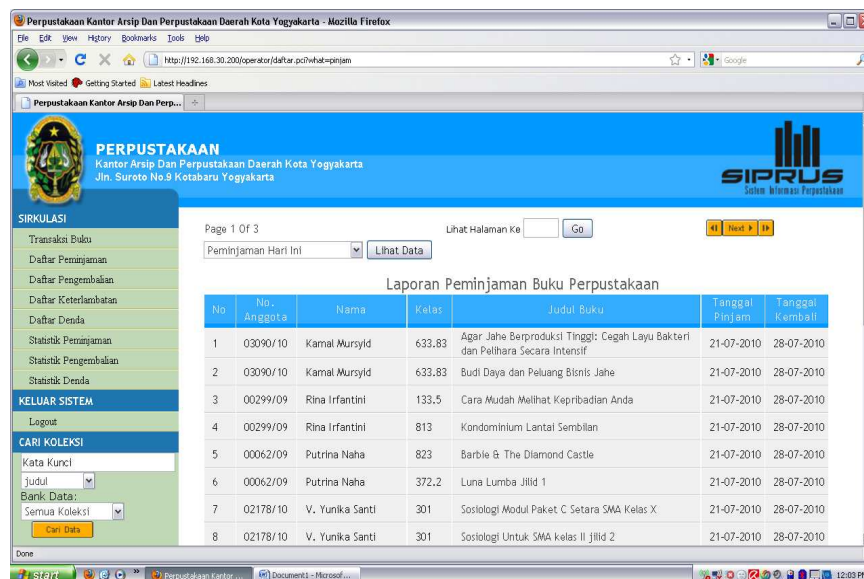 Perpustakaan Kantor Arsip Dan Perpustakaan Daerah Kota Yogyakarta - Mozilla Firefox
File Edit View History Bookmarks Tools Help
http://192.168.30.200/operator/daftar.pci?what=pinjam
Google
Most Visited Getting Started Latest Headlines
Perpustakaan Kantor Arsip Dan Perp...
PERPUSTAKAAN
Kantor Arsip Dan Perpustakaan Daerah Kota Yogyakarta
Jln. Suroto No.9 Kotabaru Yogyakarta
SIPRUS
Sistem Informasi Perpustakaan
SIRKULASI
Transaksi Buku
Daftar Peminjaman
Daftar Pengembalian
Daftar Keterlambatan
Daftar Denda
Statistik Peminjaman
Statistik Pengembalian
Statistik Denda
KELUAR SISTEM
Logout
CARI KOLEKSI
Kata Kunci
judul
Bank Data:
Semua Koleksi
Cari Data
Page 1 Of 3 Lihat Halaman Ke Go Next
Peminjaman Hari Ini Lihat Data
Laporan Peminjaman Buku Perpustakaan
No No. Anggota Nama Kelas Judul Buku Tanggal Pinjam Tanggal Kembali
1 03090/10 Kamal Mursyid 633.83 Agar Jahe Berproduksi Tinggi: Cegah Layu Bakteri
dan Pelihara Secara Intensif 21-07-2010 28-07-2010
2 03090/10 Kamal Mursyid 633.83 Budi Daya dan Peluang Bisnis Jahe 21-07-2010 28-07-2010
3 00299/09 Rina Irfantini 133.5 Cara Mudah Melihat Kepribadian Anda 21-07-2010 28-07-2010
4 00299/09 Rina Irfantini 813 Kondominium Lantai Sembilan 21-07-2010 28-07-2010
5 00062/09 Putrina Naha 823 Barbie & The Diamond Castle 21-07-2010 28-07-2010
6 00062/09 Putrina Naha 372.2 Luna Lumba Jilid 1 21-07-2010 28-07-2010
7 02178/10 V. Yunika Santi 301 Sosiologi Modul Paket C Setara SMA Kelas X 21-07-2010 28-07-2010
8 02178/10 V. Yunika Santi 301 Sosiologi Untuk SMA kelas II jilid 2 21-07-2010 28-07-2010
Done
start Perpustakaan Kantor ... Document1 - Microsof... 12:03 P